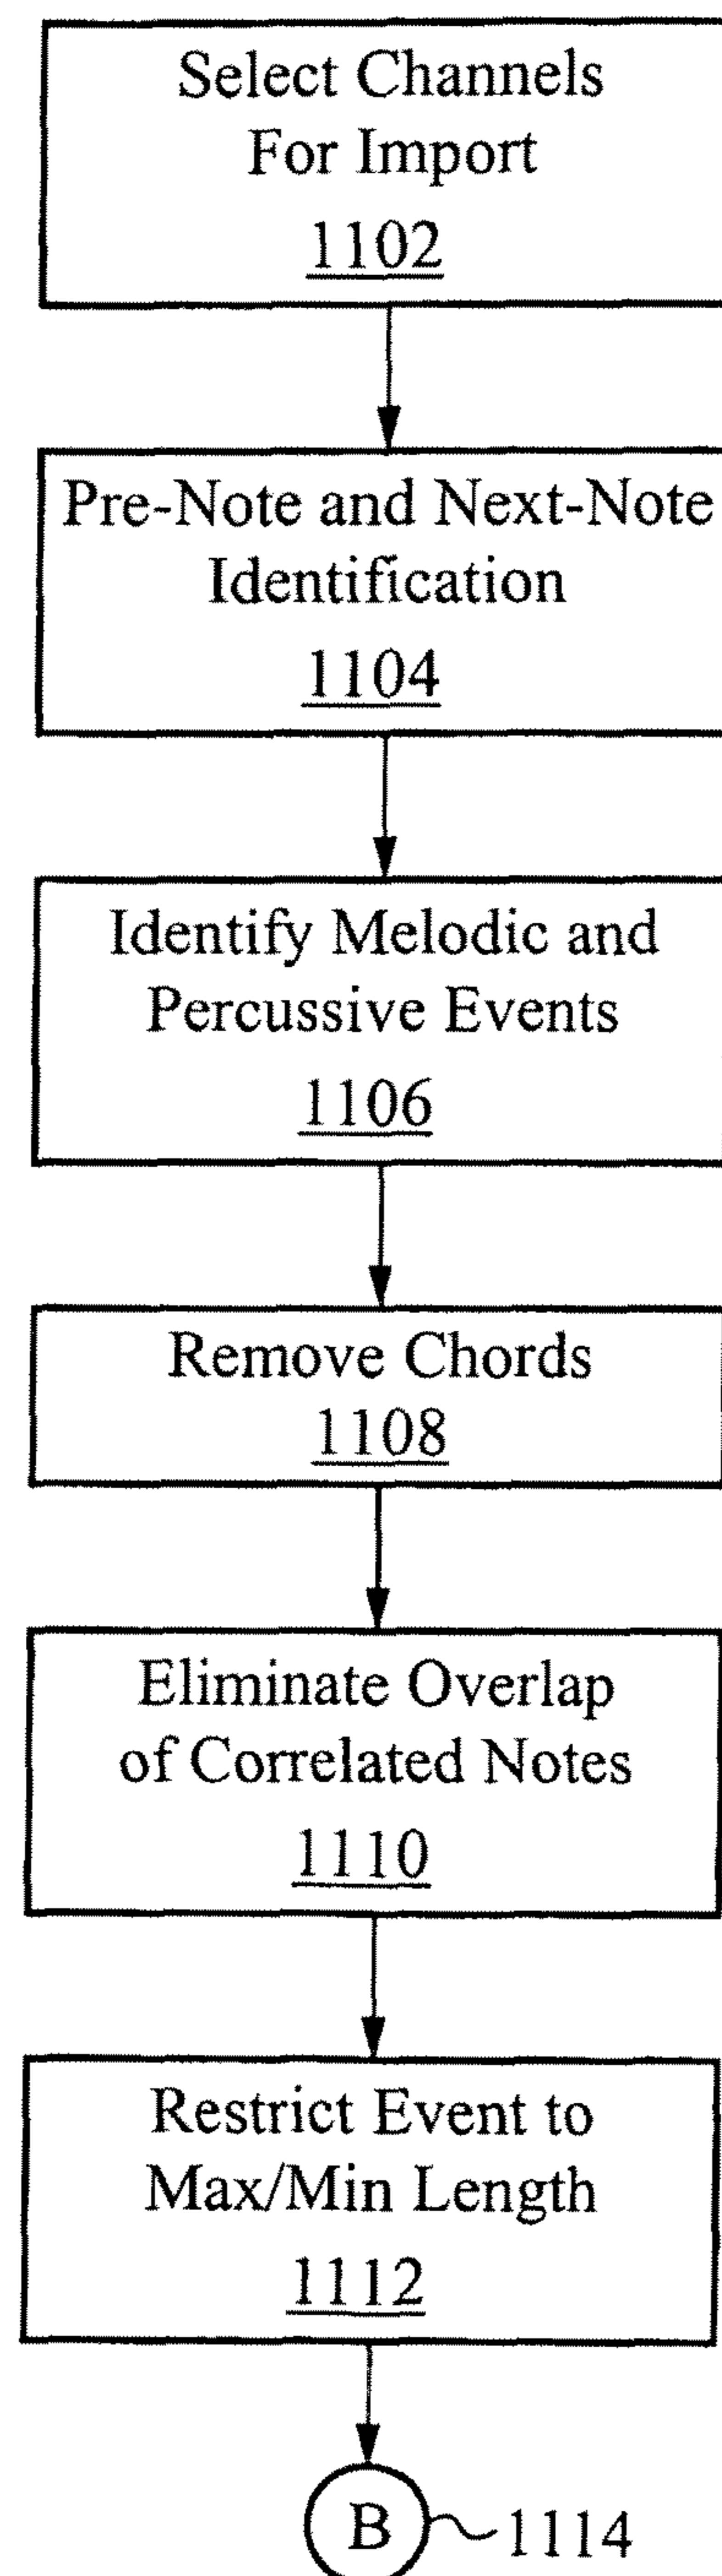 Select Channels
For Import
1102
Pre-Note and Next-Note
Identification
1104
Identify Melodic and
Percussive Events
1106
Remove Chords
1108
Eliminate Overlap
of Correlated Notes
1110
Restrict Event to
Max/Min Length
1112
B 1114